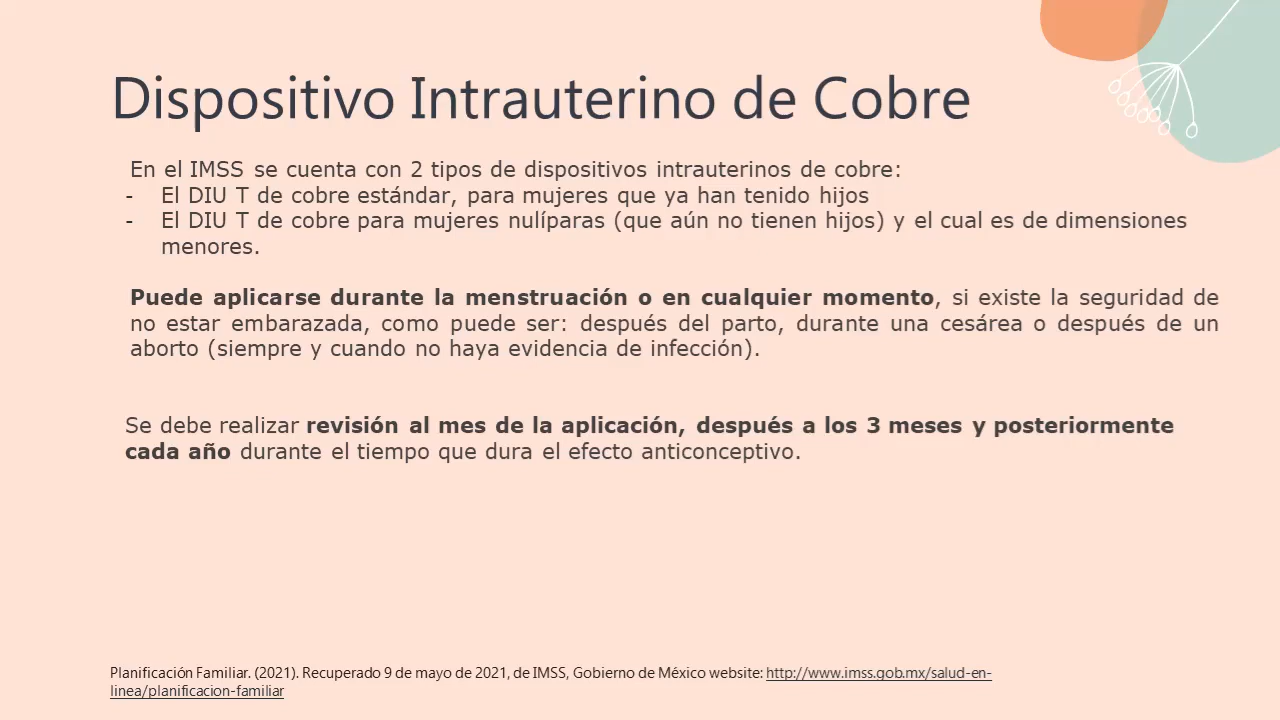 Dispositivo Intrauterino de Cobre
En el IMSS se cuenta con 2 tipos de dispositivos intrauterinos de cobre:
- El DIU T de cobre estándar, para mujeres que ya han tenido hijos
- El DIU T de cobre para mujeres nulíparas (que aún no tienen hijos) y el cual es de dimensiones
menores.
Puede aplicarse durante la menstruación o en cualquier momento, si existe la seguridad de
no estar embarazada, como puede ser: después del parto, durante una cesárea o después de un
aborto (siempre y cuando no haya evidencia de infección).
Se debe realizar revisión al mes de la aplicación, después a los 3 meses y posteriormente
cada año durante el tiempo que dura el efecto anticonceptivo.
Planificación Familiar. (2021). Recuperado 9 de mayo de 2021, de IMSS, Gobierno de México website: http://www.imss.gob.mx/salud-en-
linea/planificacion-familiar